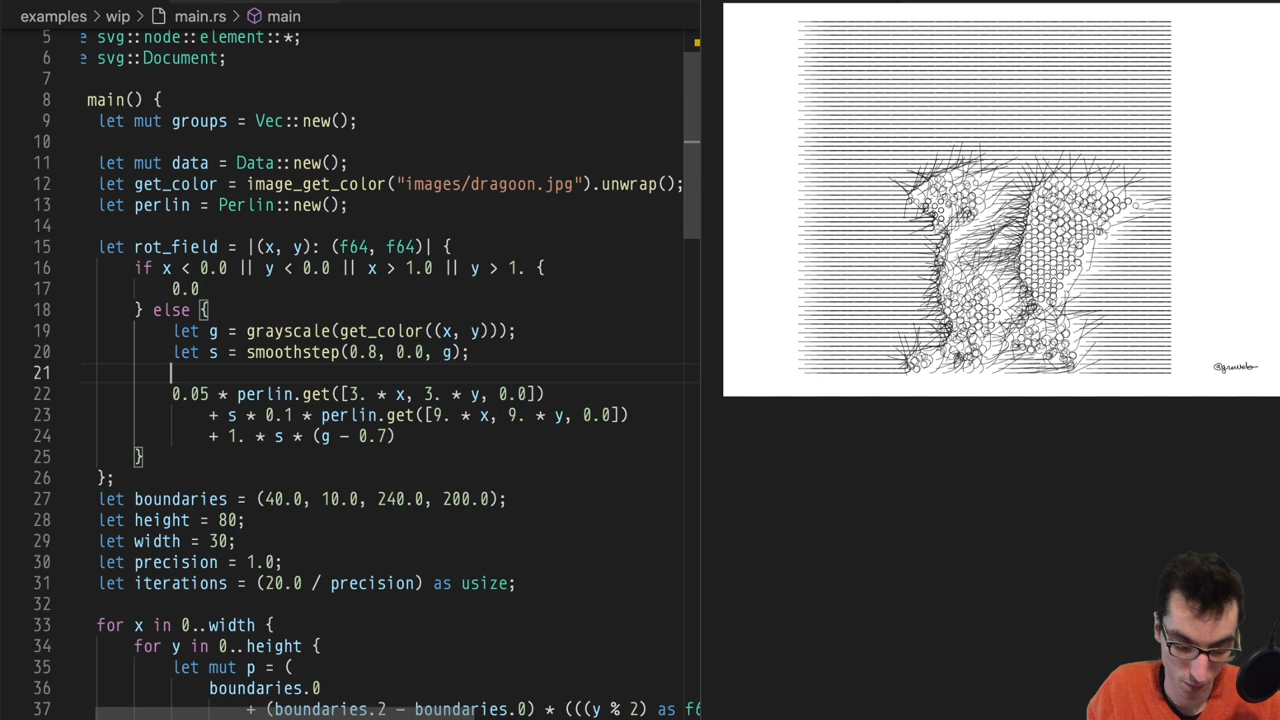 examples › wip › main.rs › main
5 e svg::node::element::*;
6 e svg::Document;
7
8 main() {
9 let mut groups = Vec::new();
10
11 let mut data = Data::new();
12 let get_color = image_get_color("images/dragoon.jpg").unwrap();
13 let perlin = Perlin::new();
14
15 let rot_field = |(x, y): (f64, f64)| {
16 if x < 0.0 || y < 0.0 || x > 1.0 || y > 1. {
17 0.0
18 } else {
19 let g = grayscale(get_color((x, y)));
20 let s = smoothstep(0.8, 0.0, g);
21
22 0.05 * perlin.get([3. * x, 3. * y, 0.0])
23 + s * 0.1 * perlin.get([9. * x, 9. * y, 0.0])
24 + 1. * s * (g - 0.7)
25 }
26 };
27 let boundaries = (40.0, 10.0, 240.0, 200.0);
28 let height = 80;
29 let width = 30;
30 let precision = 1.0;
31 let iterations = (20.0 / precision) as usize;
32
33 for x in 0..width {
34 for y in 0..height {
35 let mut p = (
36 boundaries.0
37 + (boundaries.2 - boundaries.0) * (((y % 2) as f6